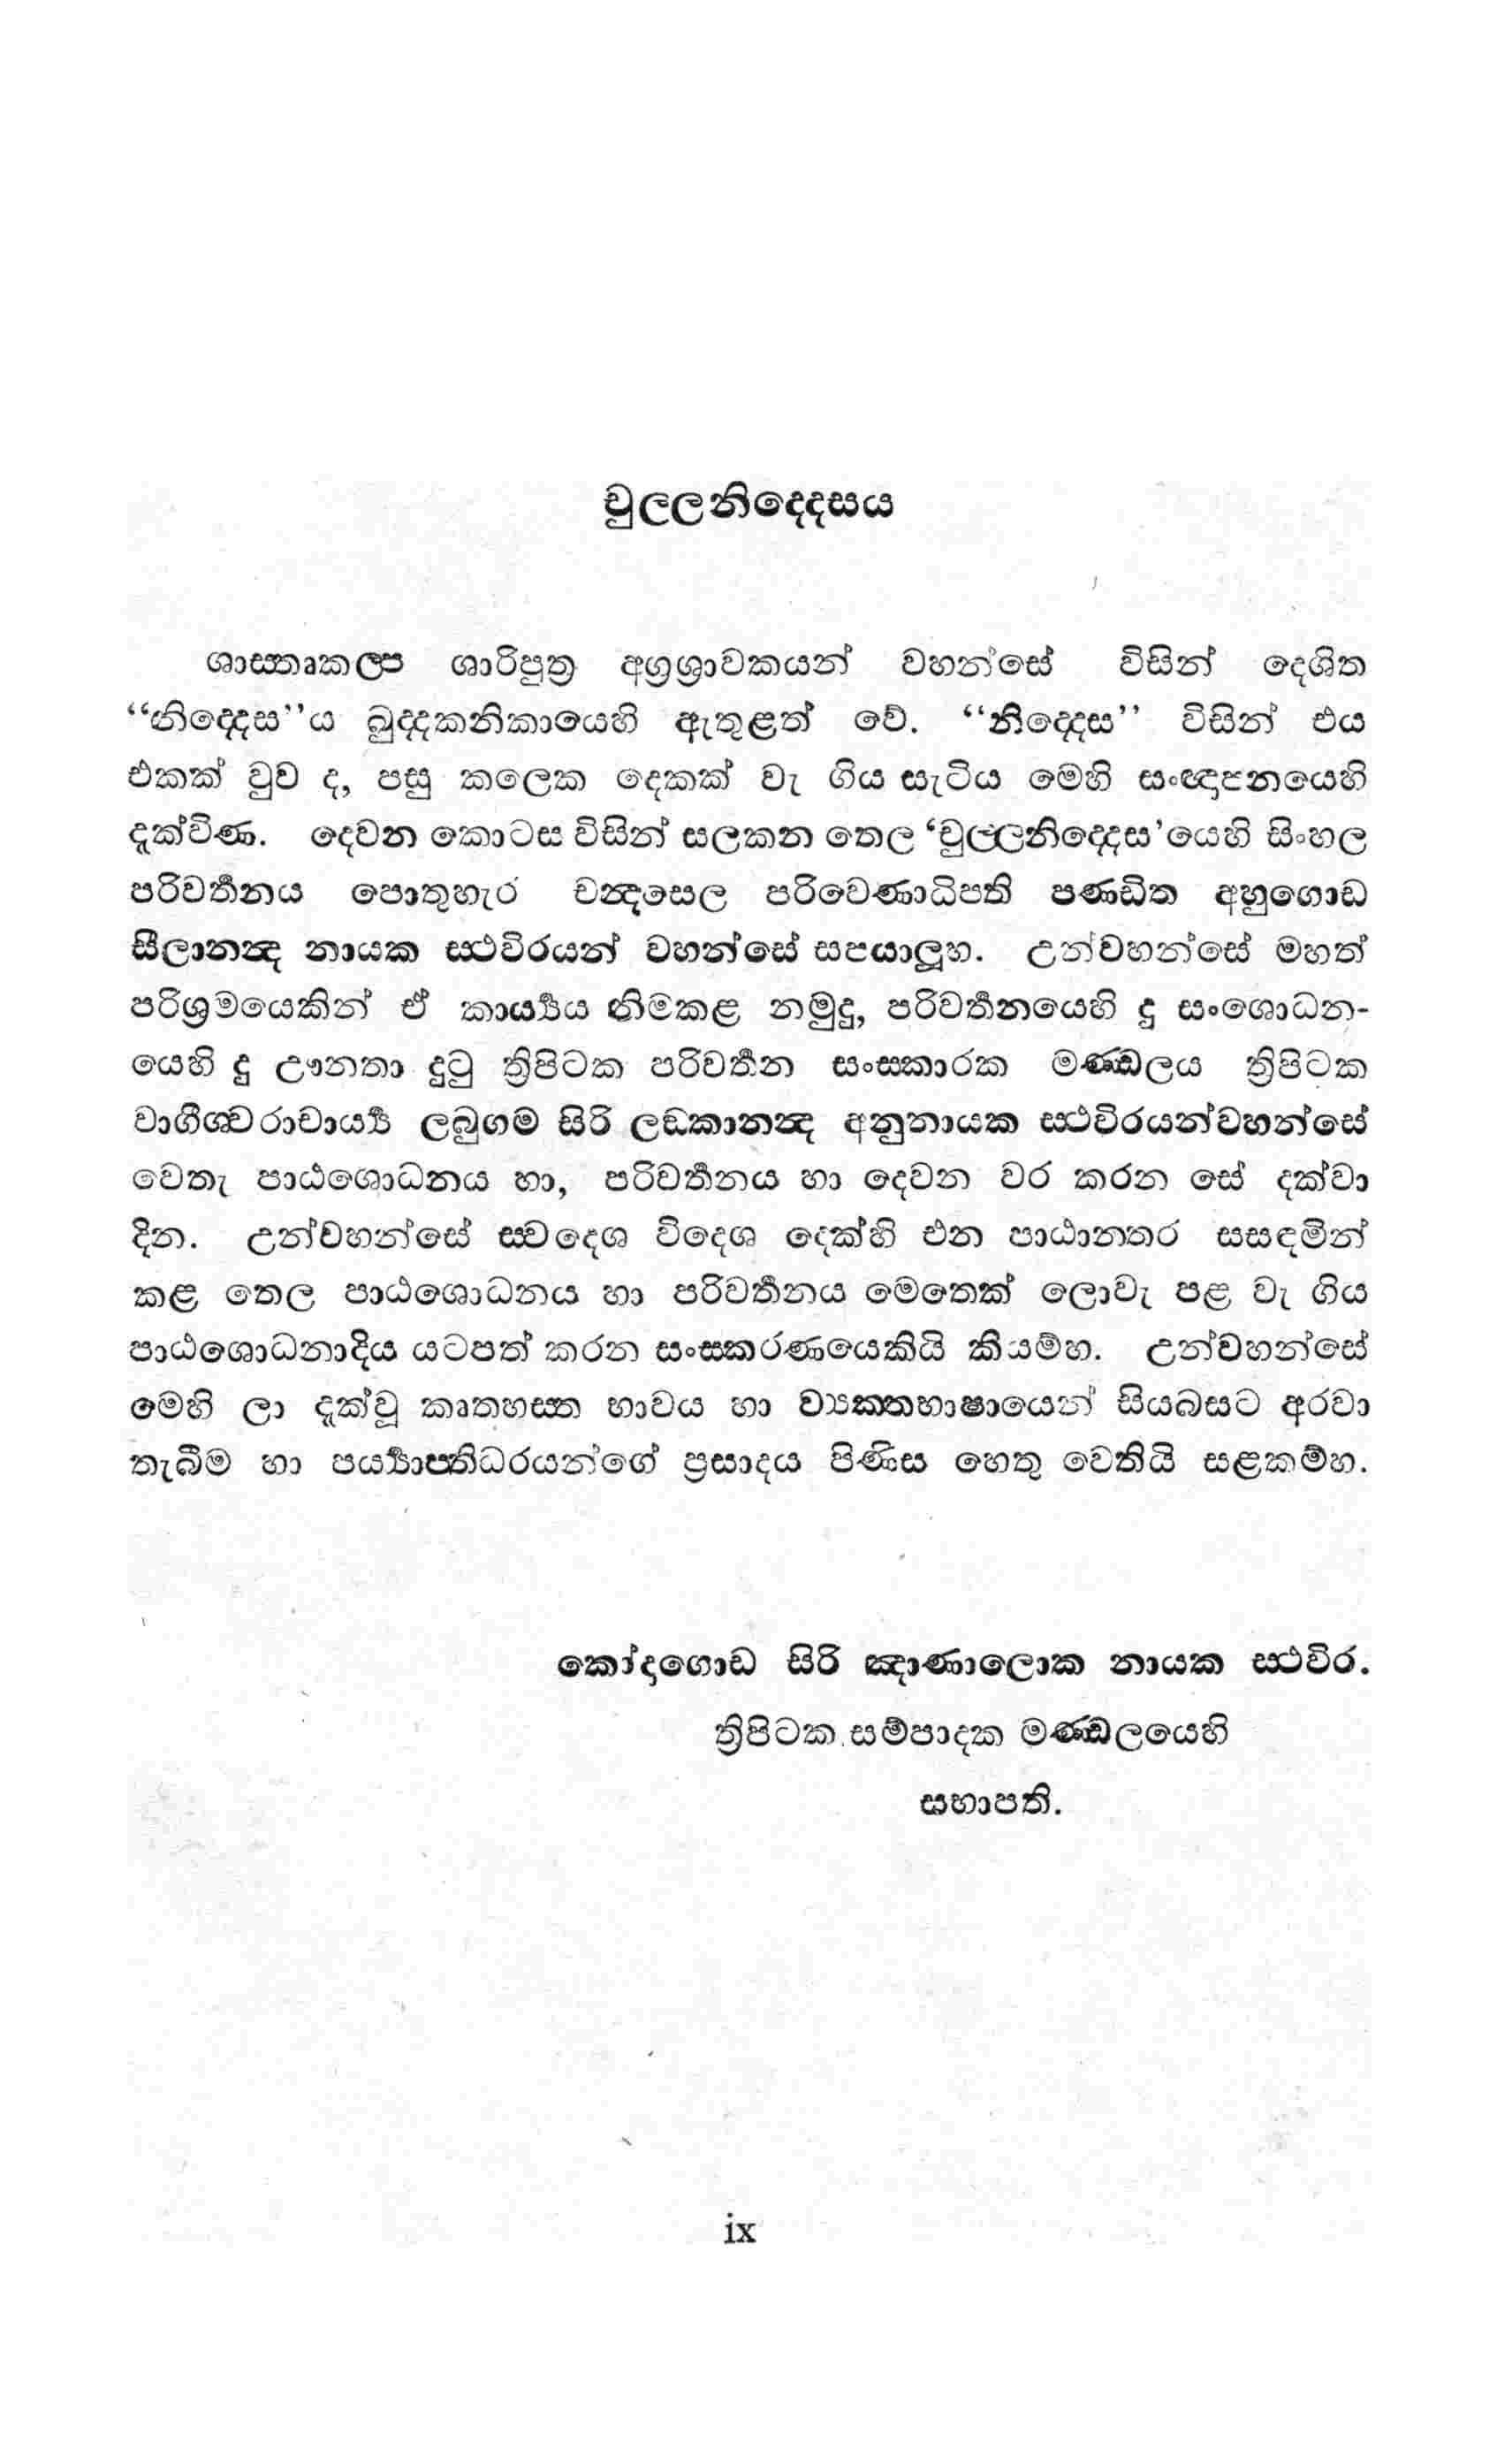 චුල්ලනිද්දෙසය
ශාස්තෘකල්ප ශාරිපුත්‍ර අග්‍රශ්‍රාවකයන් වහන්සේ විසින් දෙශිත
“නිද්දෙස”ය ඛුද්දකනිකායෙහි ඇතුළත් වේ. “නිද්දෙස” විසින් එය
එකක් වුව ද, පසු කලෙක දෙකක් වැ ගිය සැටිය මෙහි සංඥාපනයෙහි
දැක්විණ. දෙවන කොටස විසින් සලකන තෙල ‘චුල්ලනිද්දෙස’යෙහි සිංහල
පරිවර්තනය පොතුහැර චන්ද්‍රසෙල පරිවෙණාධිපති පණ්ඩිත අහුගොඩ
සීලානන්ද නායක ස්ථවිරයන් වහන්සේ සපයාලූහ. උන්වහන්සේ මහත්
පරිශ්‍රමයෙකින් ඒ කාර්‍ය්‍යය නිමකළ නමුදු, පරිවර්තනයෙහි දු සංශොධන-
යෙහි දු ඌනතා දුටු ත්‍රිපිටක පරිවර්තන සංස්කාරක මණ්ඩලය ත්‍රිපිටක
වාගීශ්වරාචාර්‍ය්‍ය ලබුගම සිරි ලඞ්කානන්ද අනුනායක ස්ථවිරයන්වහන්සේ
වෙතැ පාඨශොධනය හා, පරිවර්තනය හා දෙවන වර කරන සේ දක්වා
දින. උන්වහන්සේ ස්වදෙශ විදෙශ දෙක්හි එන පාඨාන්තර සසඳමින්
කළ තෙල පාඨශොධනය හා පරිවර්තනය මෙතෙක් ලොවැ පළ වැ ගිය
පාඨශොධනාදිය යටපත් කරන සංස්කරණයෙකියි කියම්හ. උන්වහන්සේ
මෙහි ලා දැක්වූ කෘතහස්ත භාවය හා ව්‍යක්තභාෂායෙන් සියබසට අරවා
තැබීම හා පර්‍ය්‍යාප්තිධරයන්ගේ ප්‍රසාදය පිණිස හෙතු වෙතියි සළකම්හ.
කෝදාගොඩ සිරි ඤාණාලොක නායක ස්ථවිර.
ත්‍රිපිටක සම්පාදක මණ්ඩලයෙහි
සභාපති.
ix